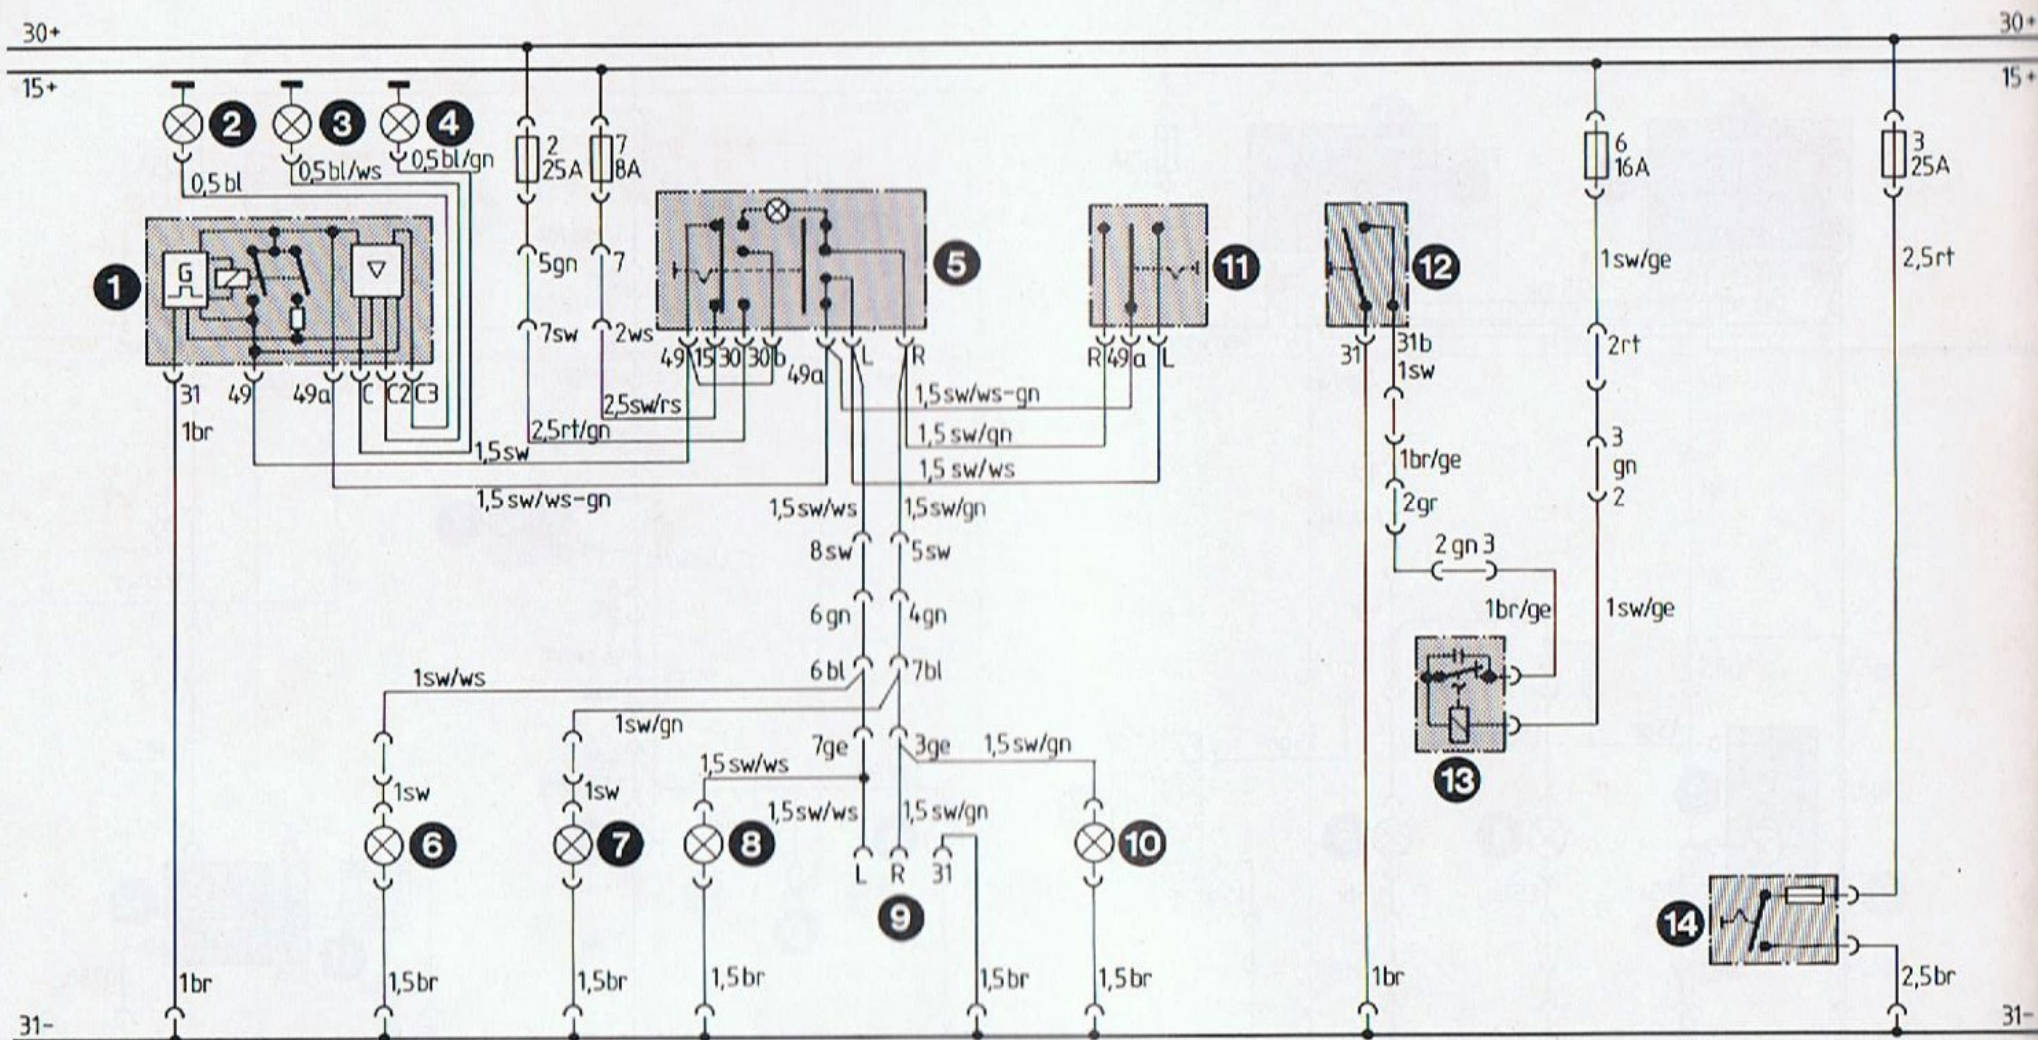 30+
30+
15+
15+
2
3
4
0,5 bl
0,5 bl/ws
0,5 bl/gn
2
25A
7
8A
6
16A
3
25A
1
G
5
11
12
5gn
7
1sw/ge
2,5rt
7sw
2ws
2rt
31
49
49a
C
C2
C3
49
15
30
30b
49a
L
R
R
49a
L
31
31b
1sw
1br
2,5sw/rs
2,5rt/gn
1,5sw
1,5sw/ws-gn
1,5sw/ws-gn
1,5 sw/gn
1,5 sw/ws
1br/ge
2gr
3
gn
2
1,5sw/ws
1,5sw/gn
8sw
5sw
2 gn 3
6gn
4gn
1br/ge
1sw/ge
6bl
7bl
1sw/ws
1sw/gn
7ge
3ge
1,5sw/gn
1,5 sw/ws
13
1sw
1sw
1,5sw/ws
1,5 sw/gn
6
7
8
10
L
R
31
9
14
1br
1,5br
1,5br
1,5br
1,5br
1,5br
1br
2,5br
31-
31-